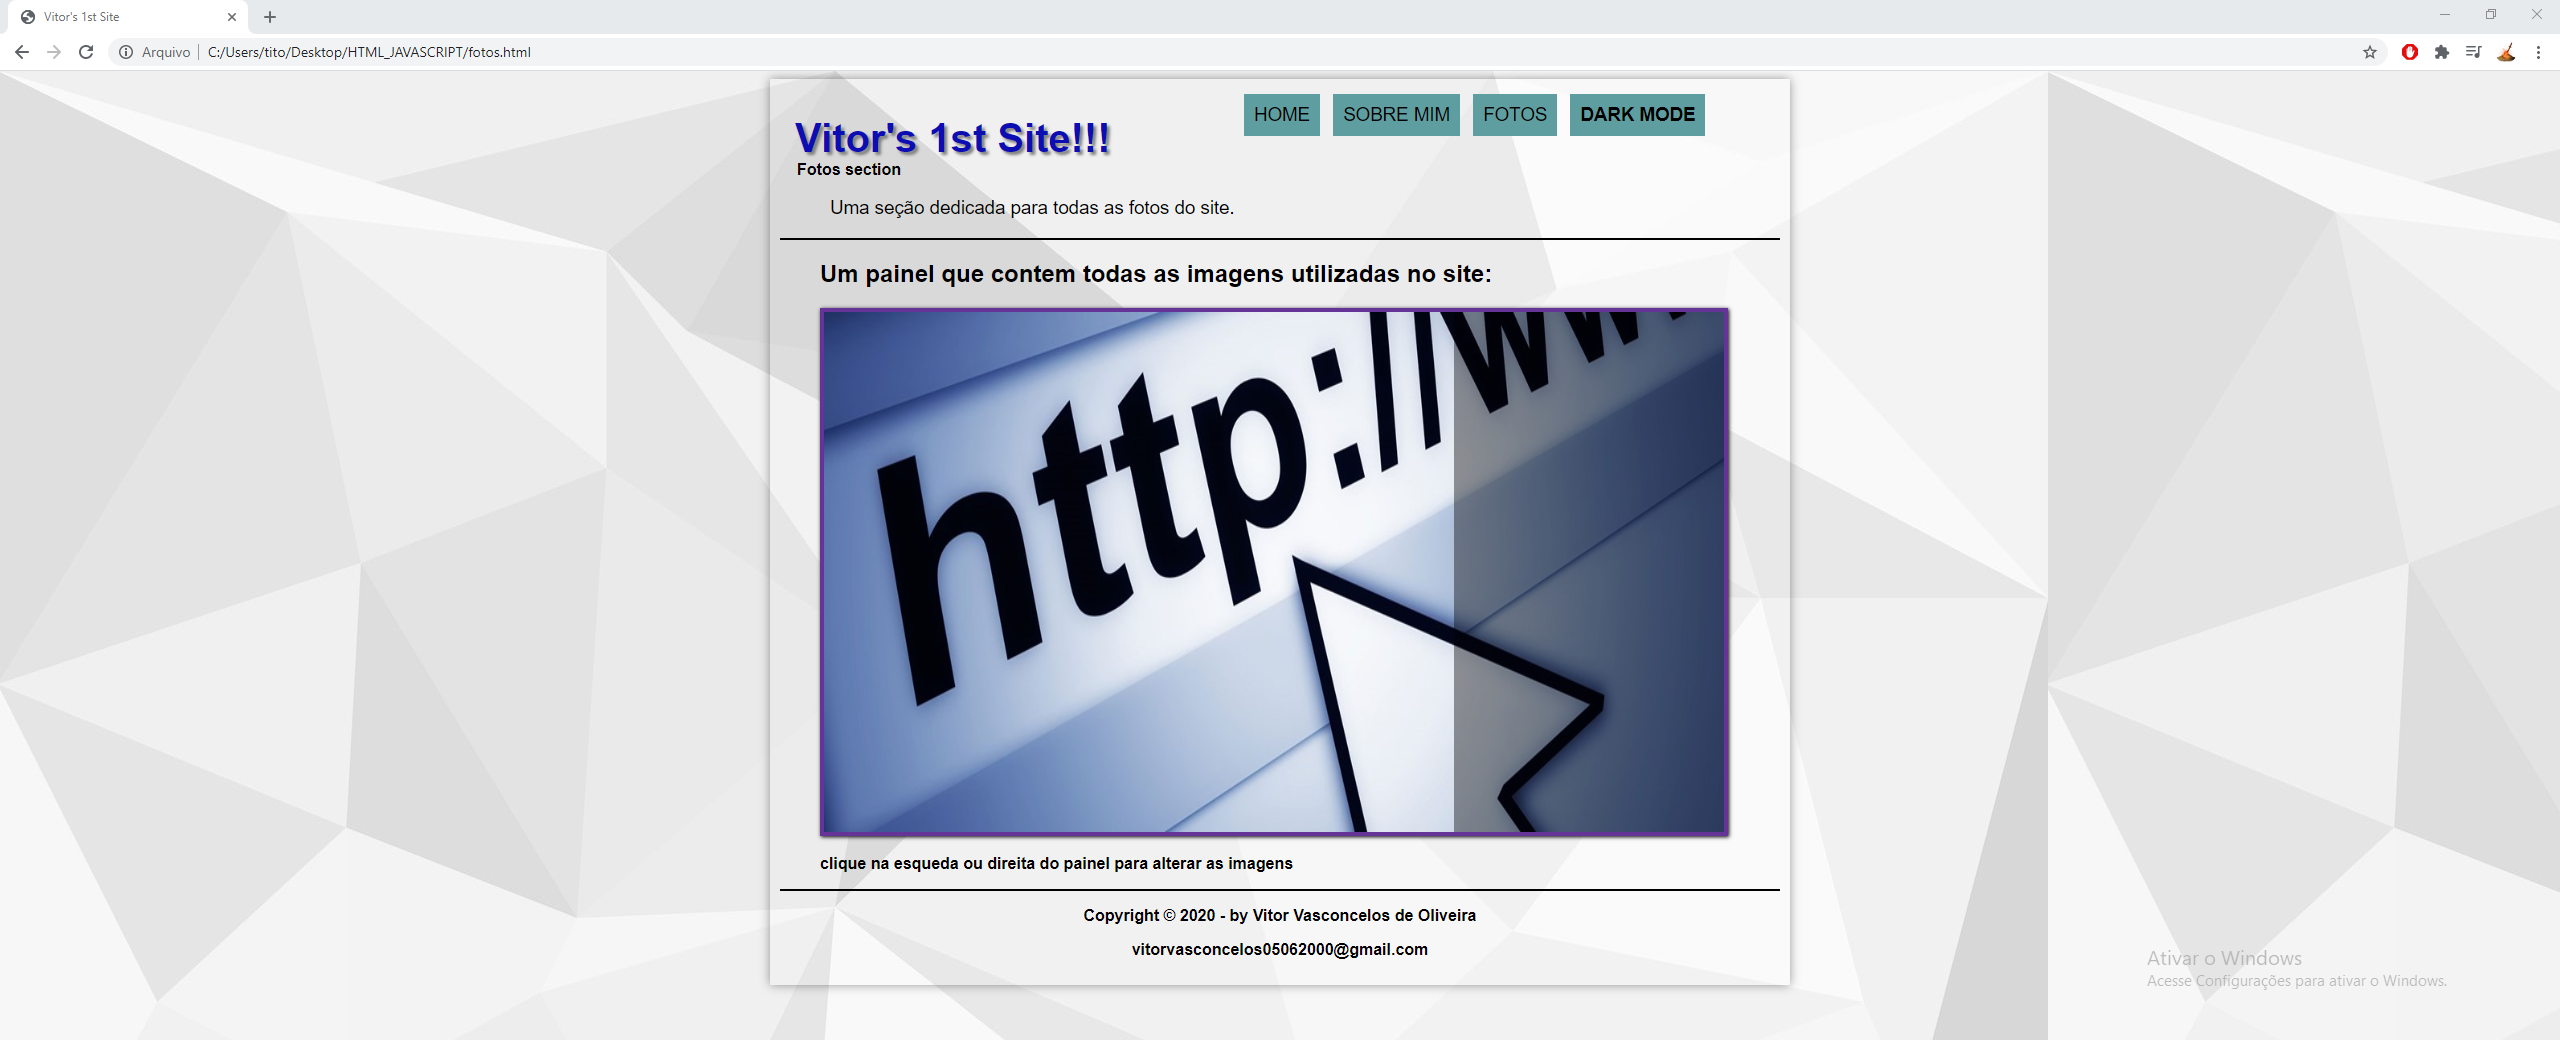 Vitor's 1st Site
Arquivo
C:/Users/tito/Desktop/HTML_JAVASCRIPT/fotos.html
HOME
SOBRE MIM
FOTOS
DARK MODE
Vitor's 1st Site!!!
Fotos section
Uma seção dedicada para todas as fotos do site.
Um painel que contem todas as imagens utilizadas no site:
http://ww.
clique na esqueda ou direita do painel para alterar as imagens
Copyright © 2020 - by Vitor Vasconcelos de Oliveira
vitorvasconcelos05062000@gmail.com
Ativar o Windows
Acesse Configurações para ativar o Windows.